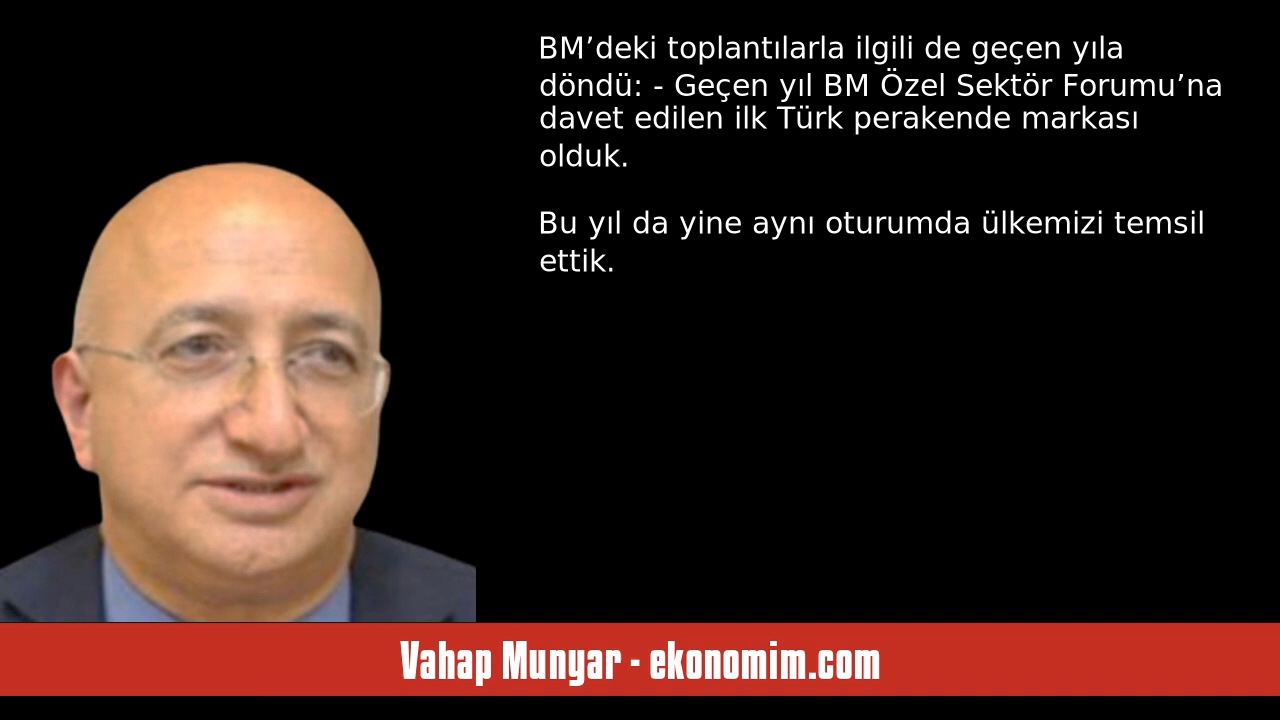 BM’deki toplantılarla ilgili de geçen yıla
döndü: - Geçen yıl BM Özel Sektör Forumu’na
davet edilen ilk Türk perakende markası
olduk.
Bu yıl da yine aynı oturumda ülkemizi temsil
ettik.
Vahap Munyar - ekonomim.com